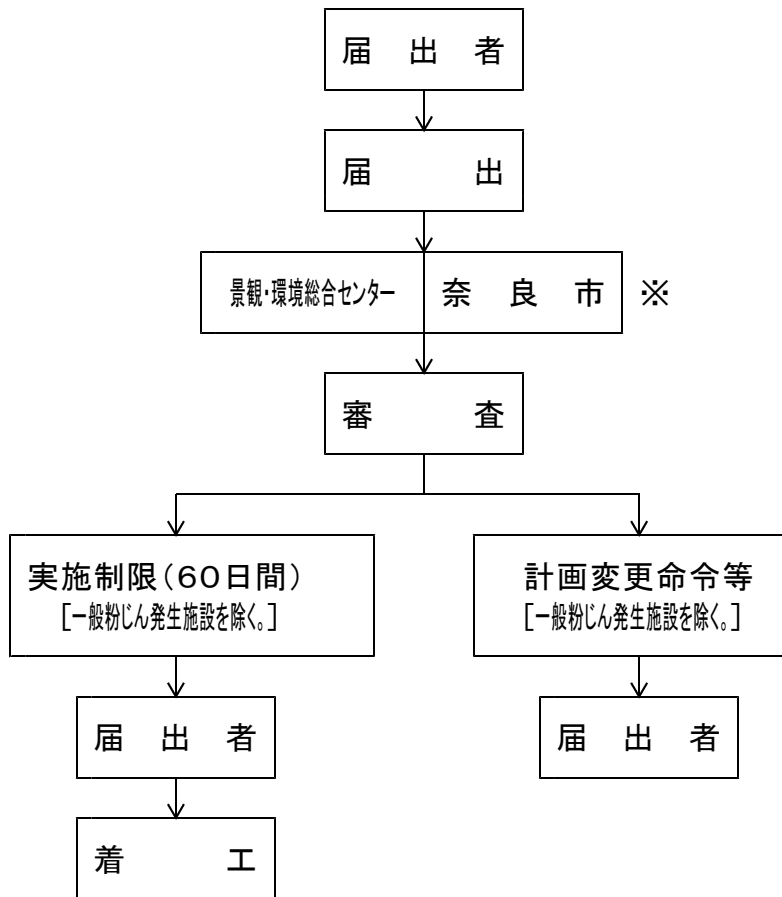 届出者
届出
景観・環境総合センター 奈良市 ※
審査
実施制限(60日間)
[一般粉じん発生施設を除く。]
計画変更命令等
[一般粉じん発生施設を除く。]
届出者
届出者
着工